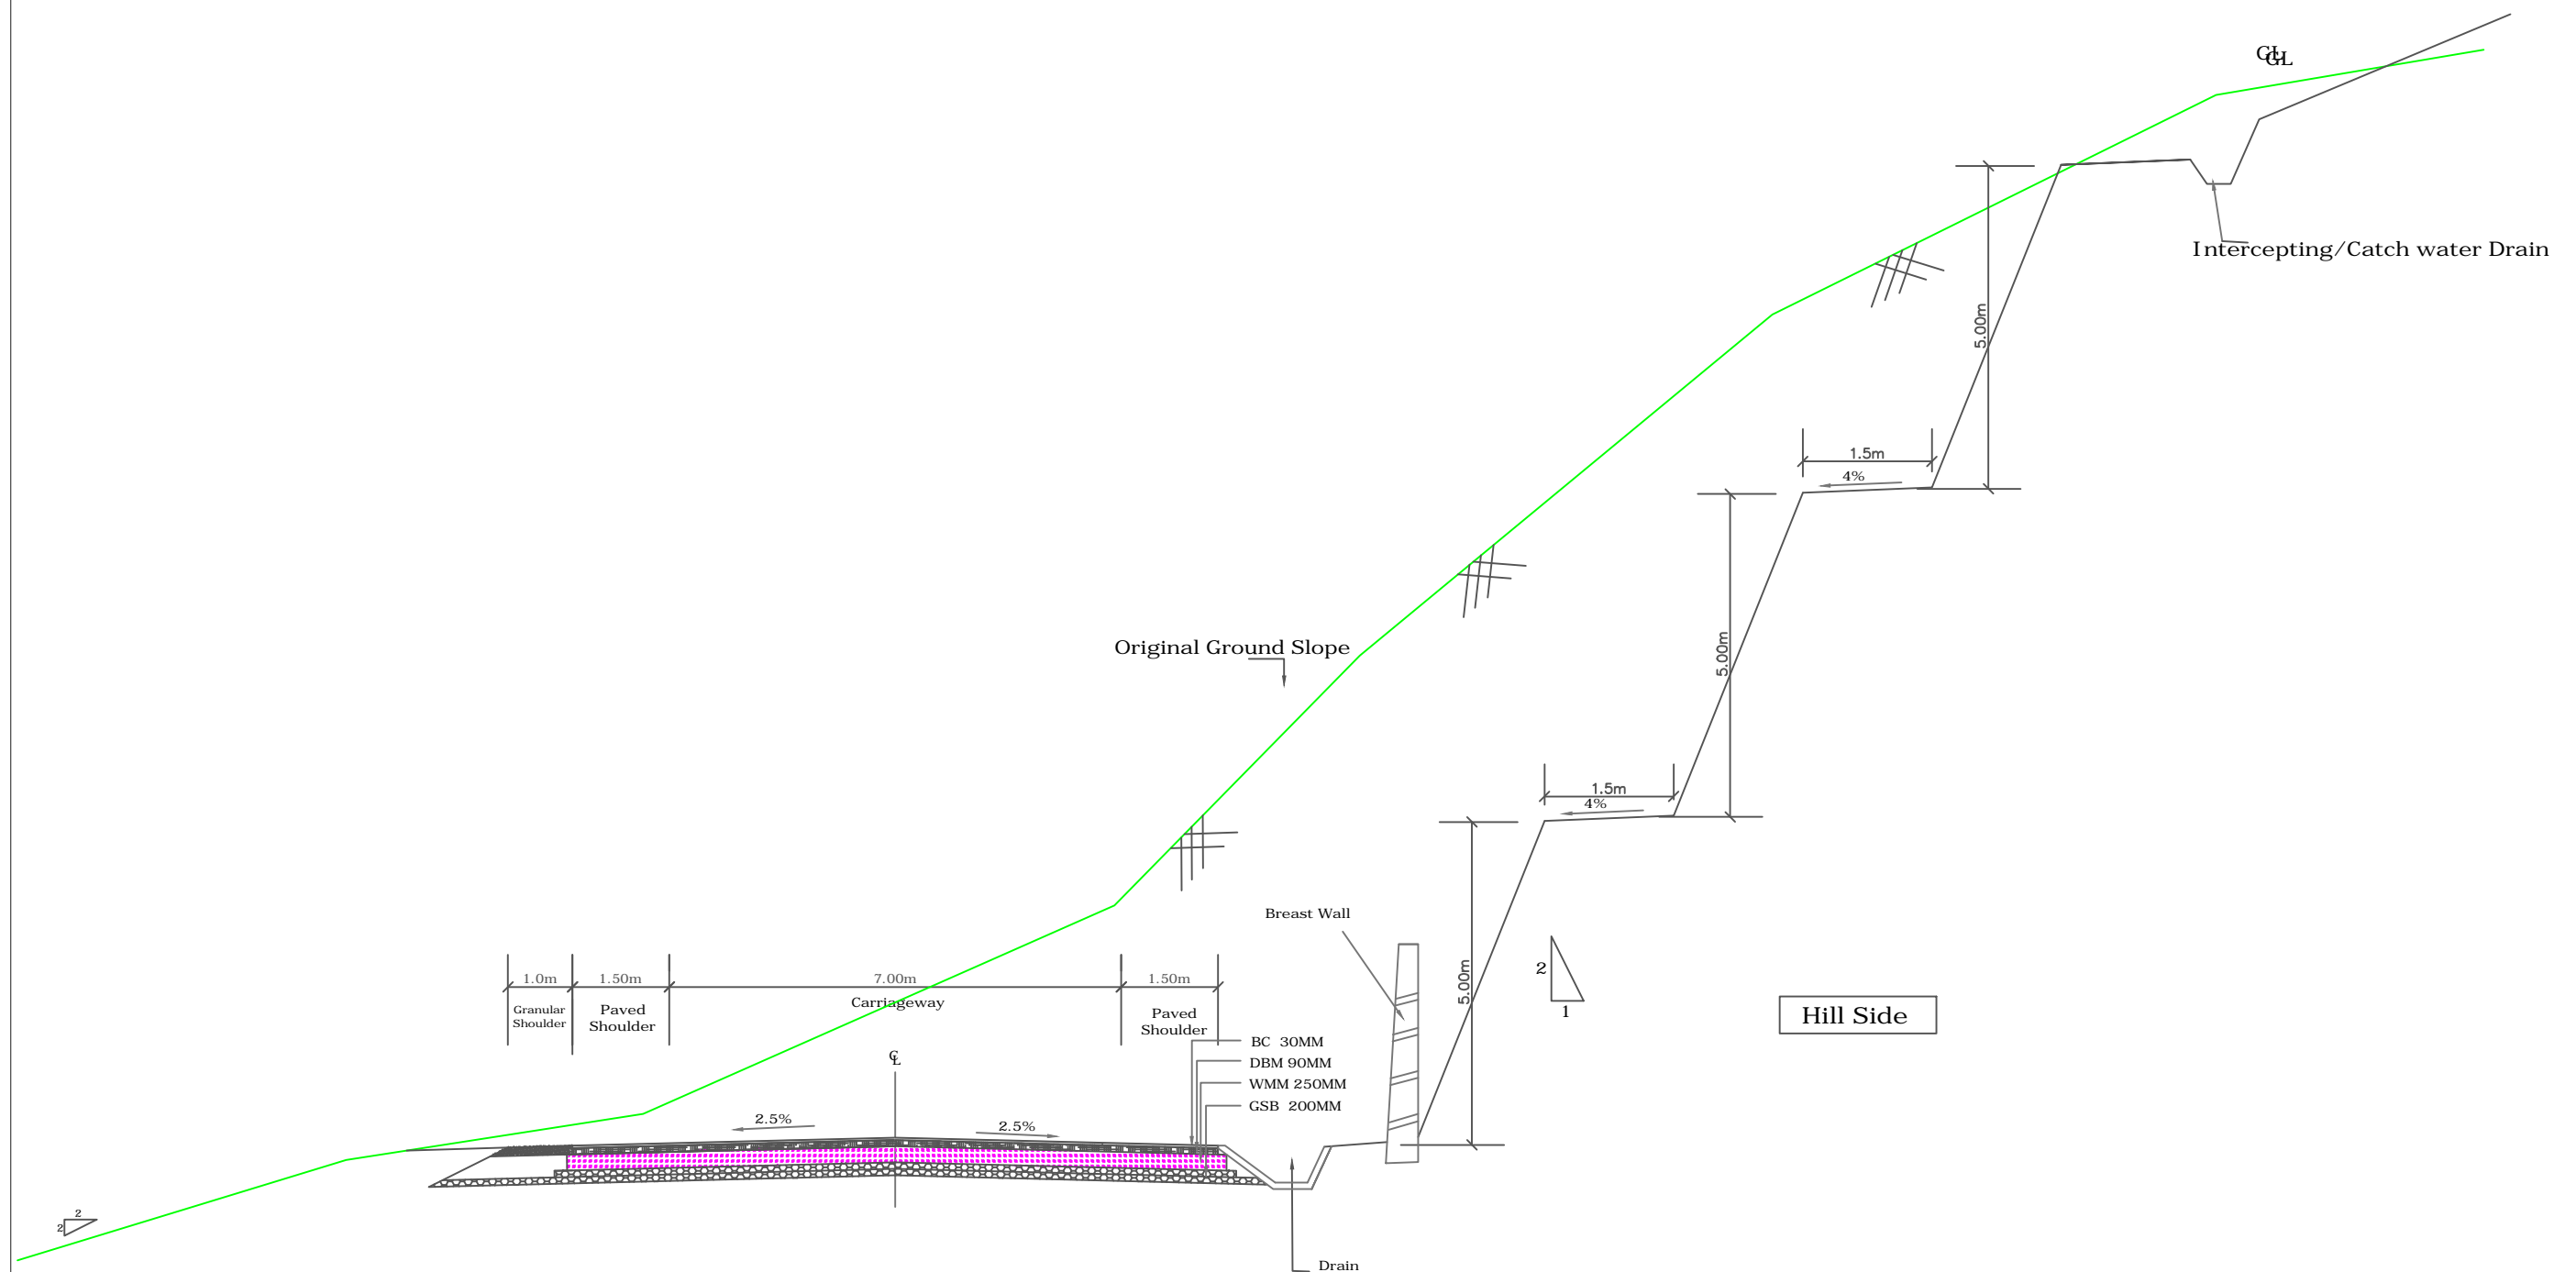 GL
GL
Intercepting/Catch water Drain
5.00m
1.5m
4%
5.00m
Original Ground Slope
1.5m
4%
5.00m
Breast Wall
2
1
Hill Side
1.0m
1.50m
7.00m
1.50m
Granular
Shoulder
Paved
Shoulder
Carriageway
Paved
Shoulder
BC 30MM
DBM 90MM
WMM 250MM
GSB 200MM
CL
2.5%
2.5%
2
2
Drain